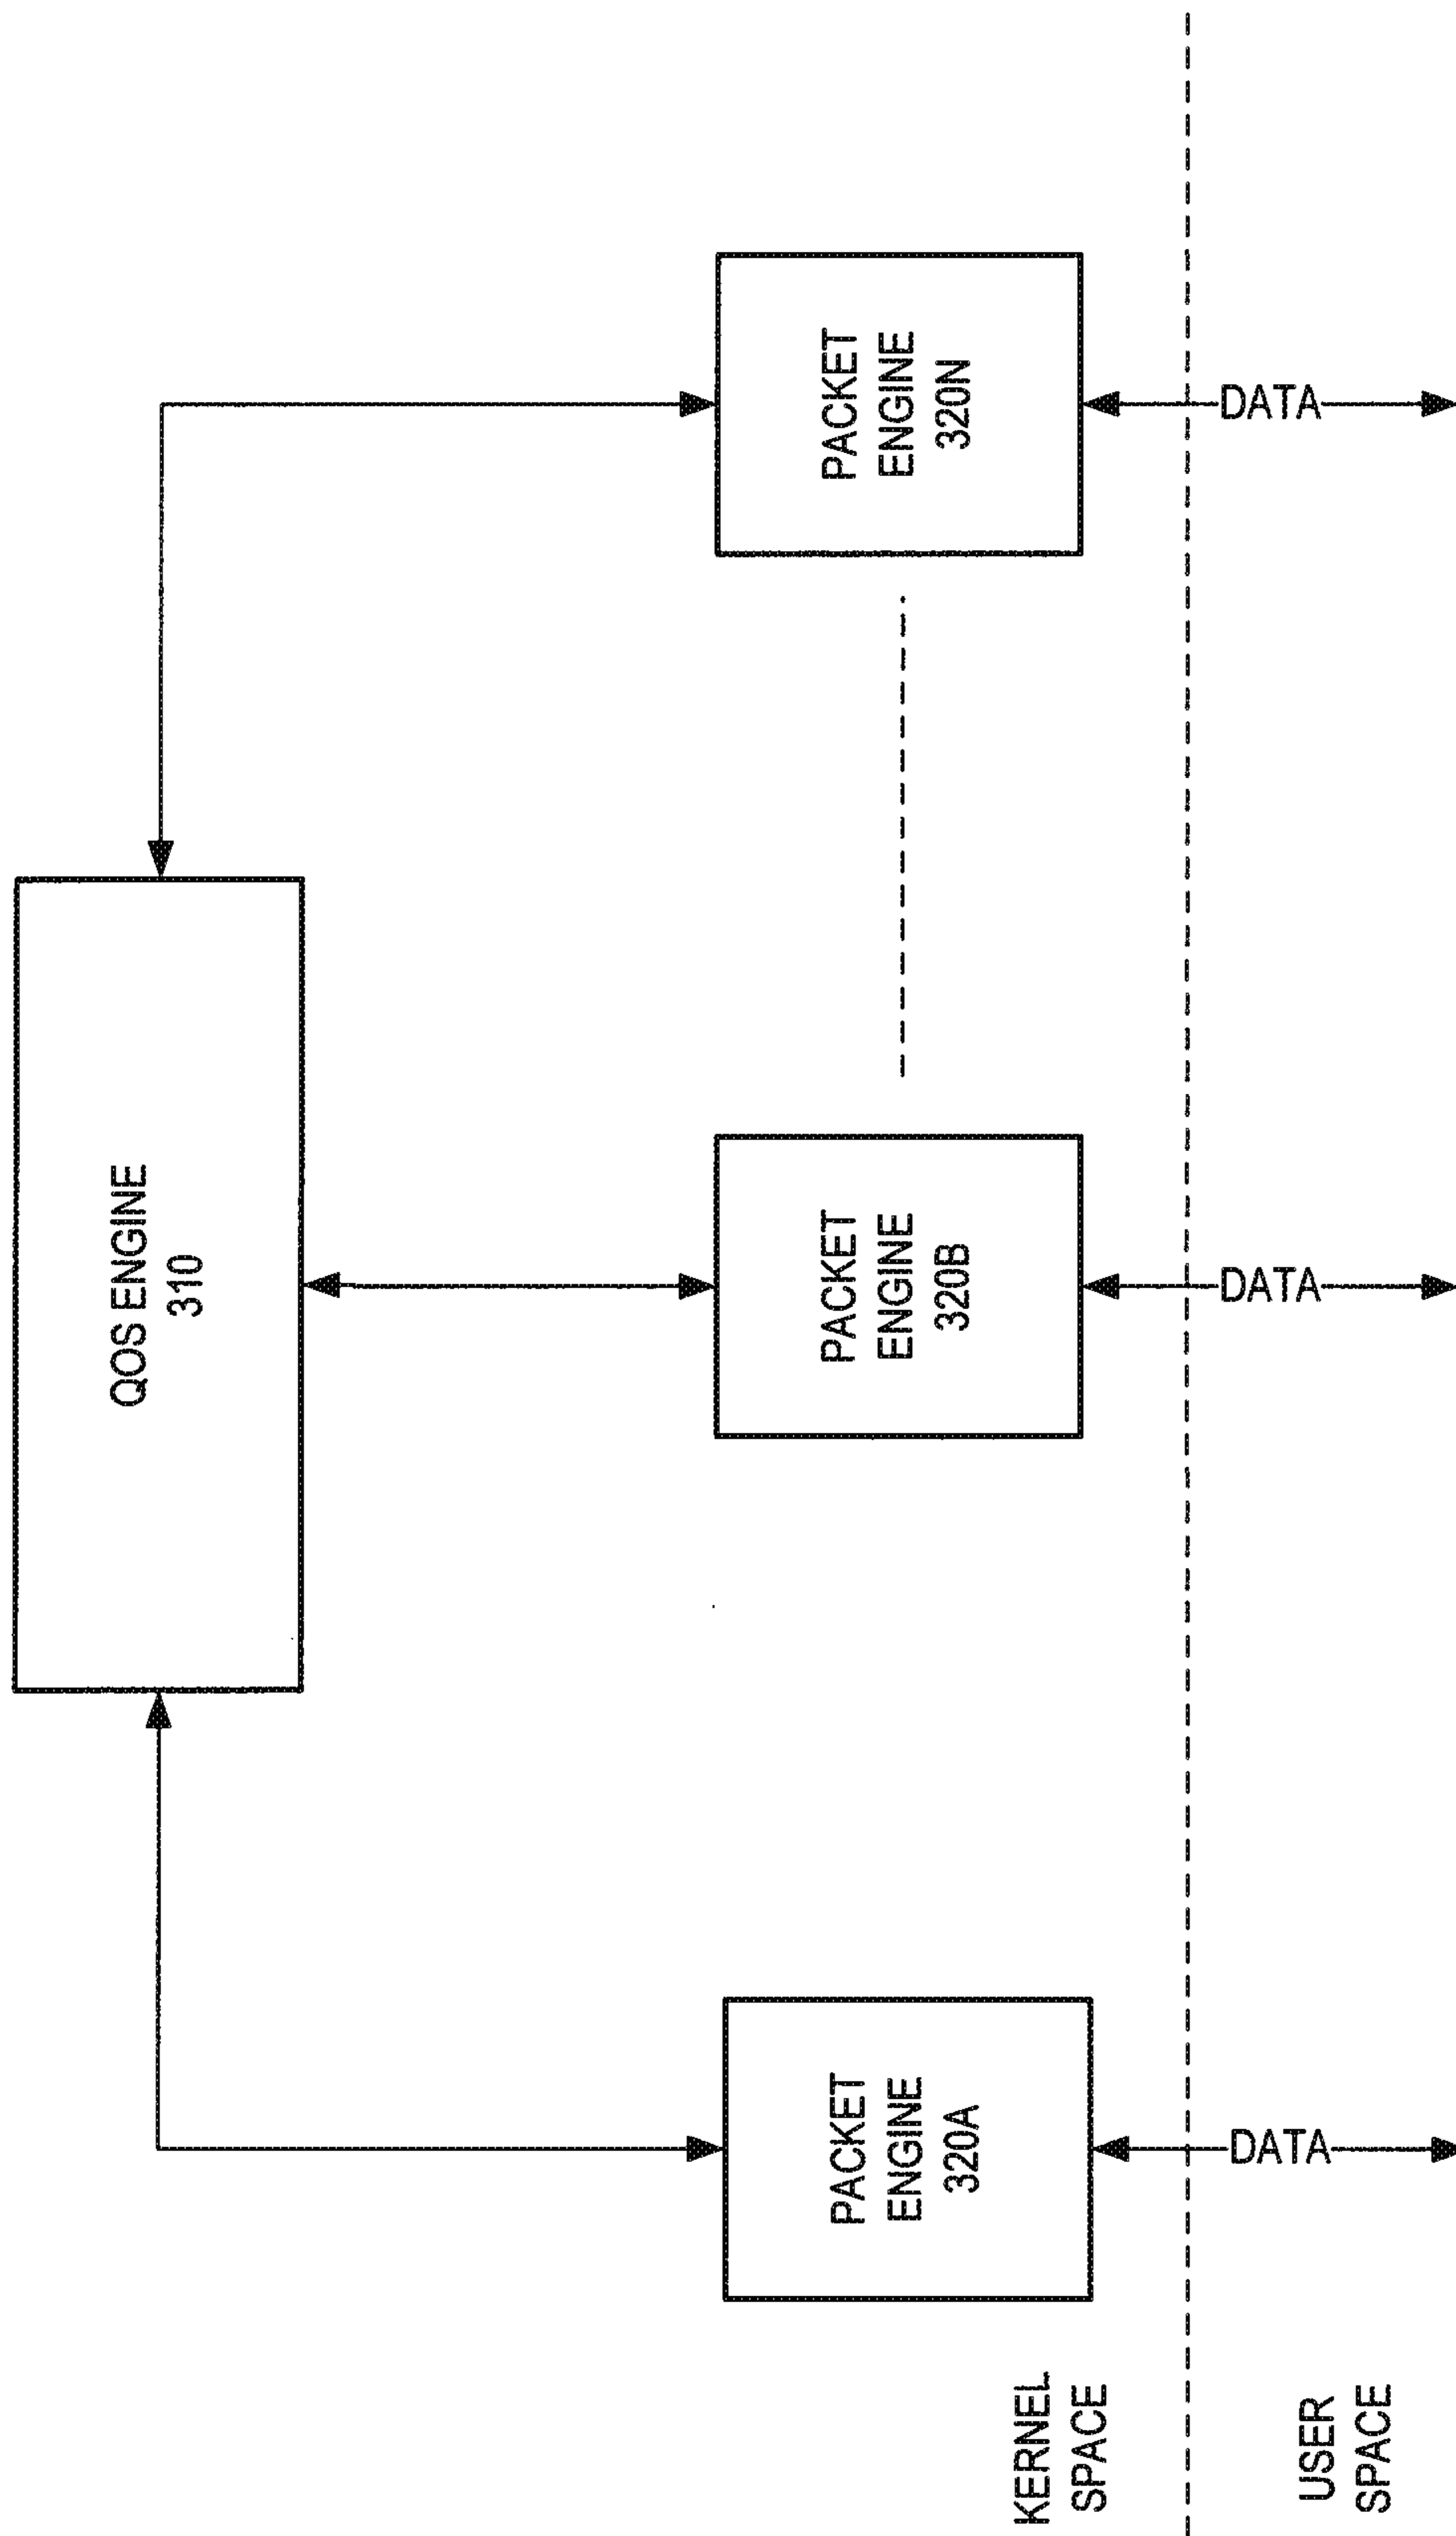 QOS ENGINE
310
PACKET
ENGINE
320A
PACKET
ENGINE
320B
PACKET
ENGINE
320N
KERNEL
SPACE
DATA
DATA
DATA
USER
SPACE